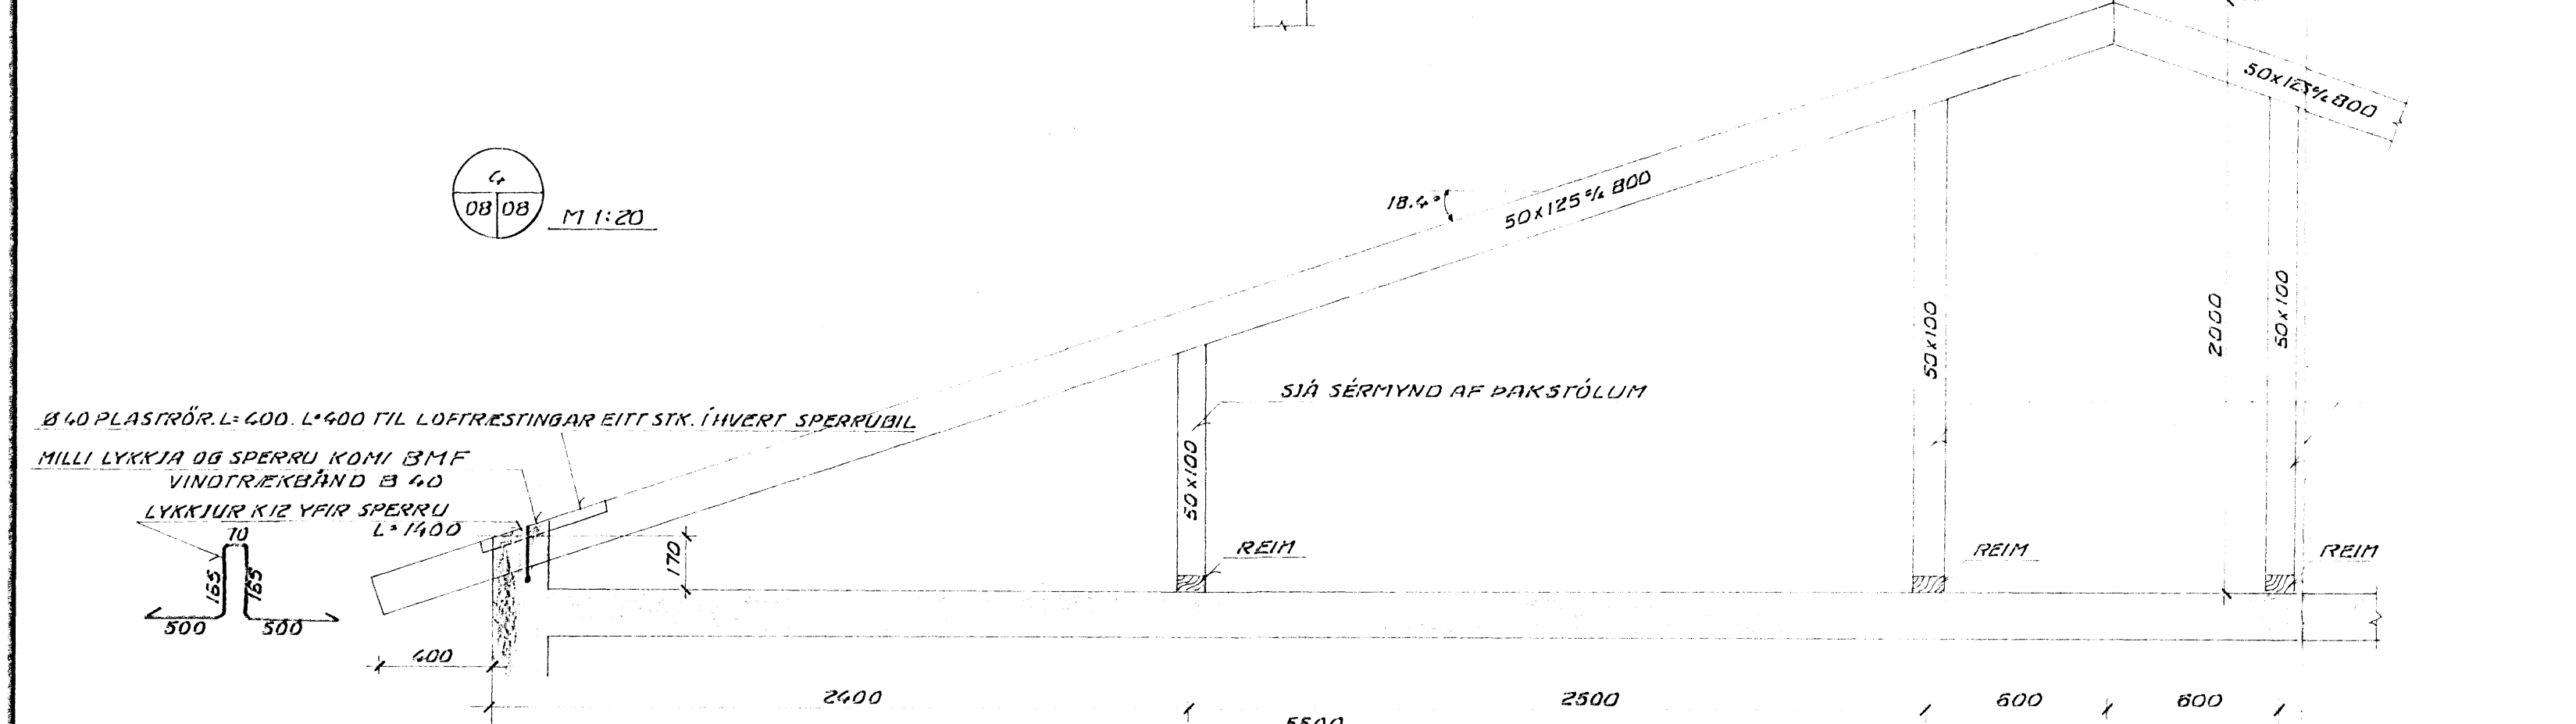 50x125 c/c 800
4
08 08
M 1:20
18.4°
50x125 c/c 800
50x100
2000
50x100
SJÁ SÉRMYND AF ÞAKSTÓLUM
Ø 40 PLASTRÖR. L=400. L=400 TIL LOFTRÆSTINGAR EITT STK. Í HVERT SPERRUBIL
MILLI LYKKJA OG SPERRU KOMI BMF
VINDTRÆKBÅND B 40
50x100
LYKKJUR K12 YFIR SPERRU
L=1400
70
165
165
500
500
170
REIM
REIM
REIM
400
2400
2500
600
600
5500